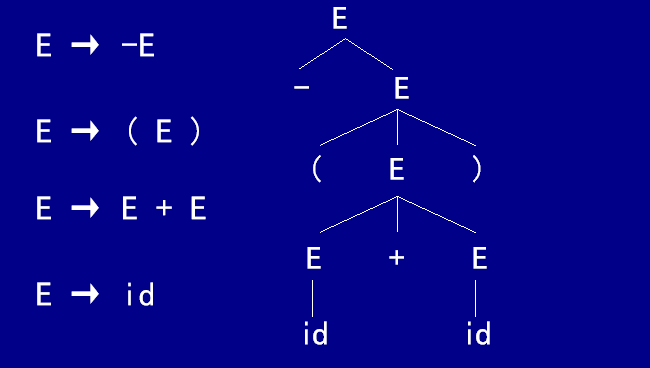 E
E → −E
− E
E → ( E )
( E )
E → E + E
E + E
E → id
id id